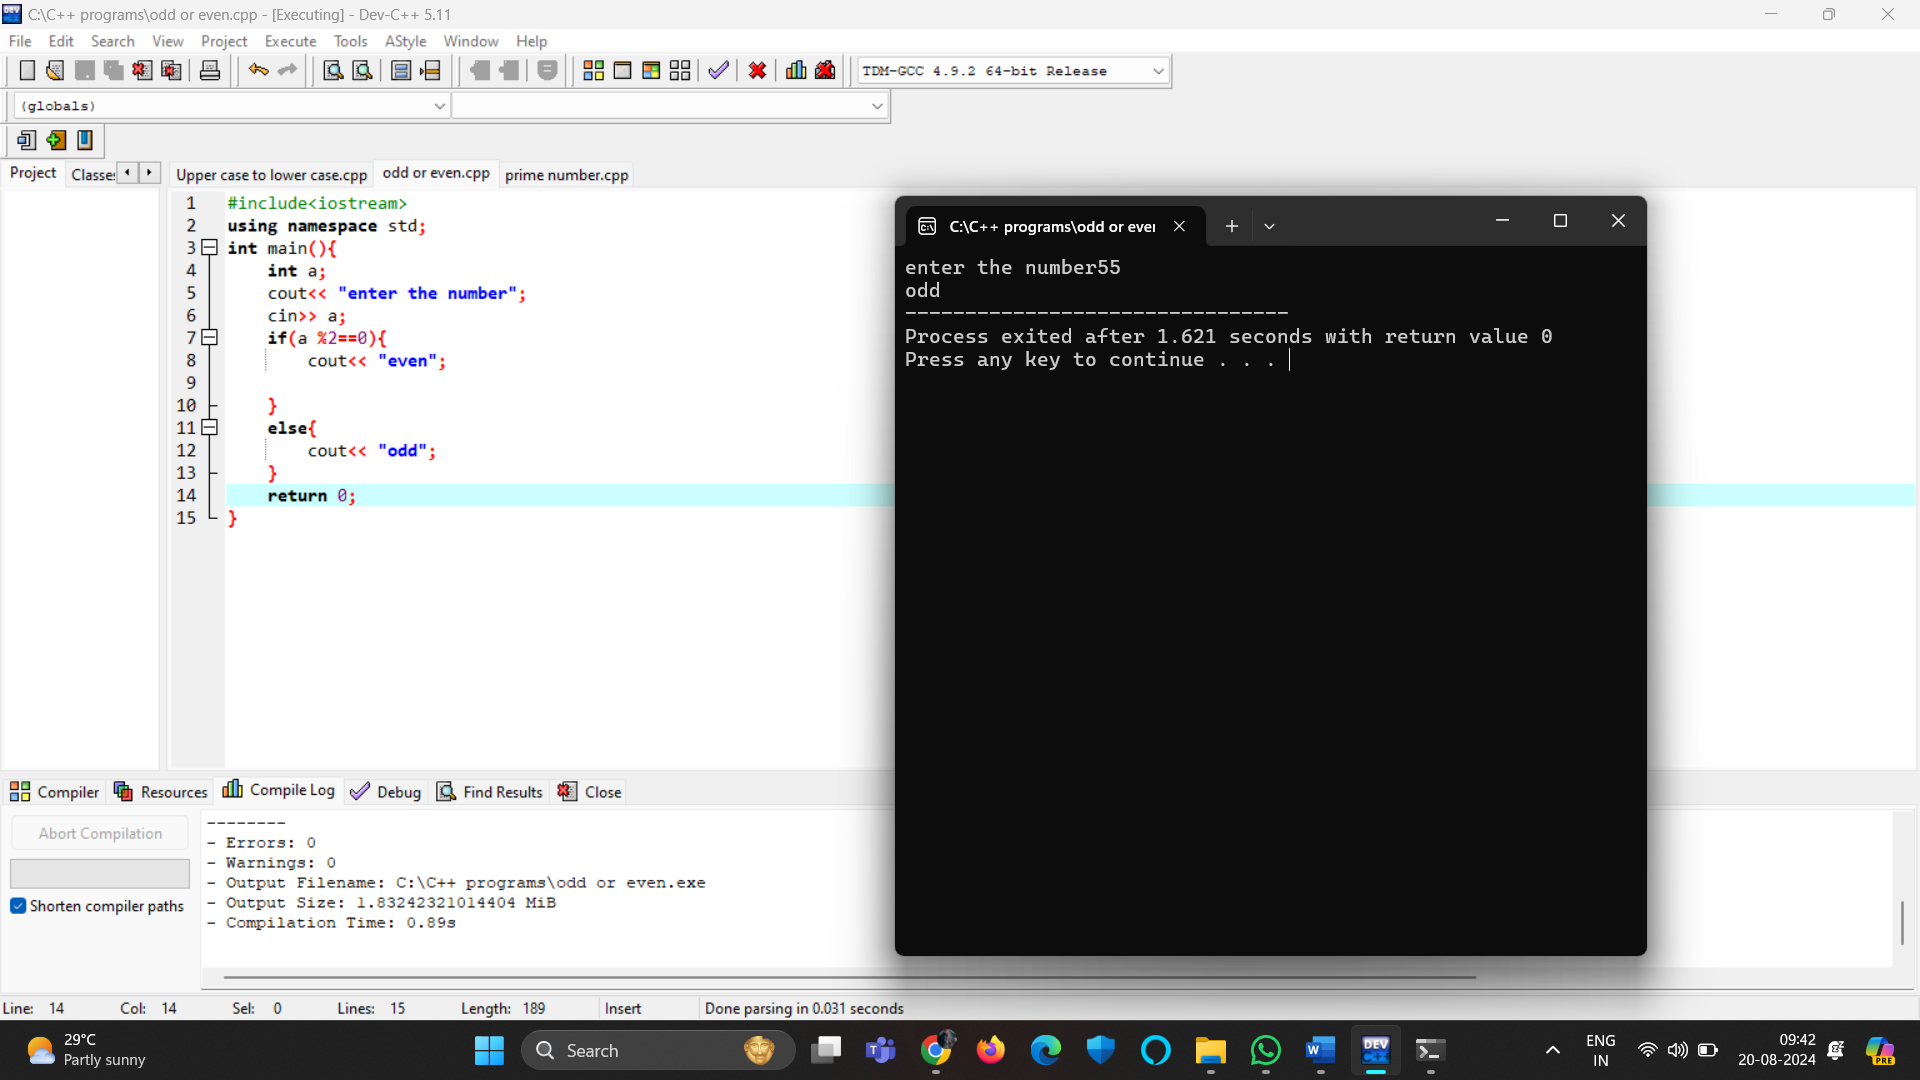 C:\C++ programs\odd or even.cpp - [Executing] - Dev-C++ 5.11
File Edit Search View Project Execute Tools AStyle Window Help
TDM-GCC 4.9.2 64-bit Release
(globals)
Project Classes Upper case to lower case.cpp odd or even.cpp prime number.cpp
1 #include<iostream>
2 using namespace std;
3 int main(){
4 int a;
5 cout<< "enter the number";
6 cin>> a;
7 if(a %2==0){
8 cout<< "even";
9
10 }
11 else{
12 cout<< "odd";
13 }
14 return 0;
15 }
C:\C++ programs\odd or ever
enter the number55
odd
--------------------------------
Process exited after 1.621 seconds with return value 0
Press any key to continue . . .
Compiler Resources Compile Log Debug Find Results Close
Abort Compilation
Shorten compiler paths
--------
- Errors: 0
- Warnings: 0
- Output Filename: C:\C++ programs\odd or even.exe
- Output Size: 1.83242321014404 MiB
- Compilation Time: 0.89s
Line: 14 Col: 14 Sel: 0 Lines: 15 Length: 189 Insert Done parsing in 0.031 seconds
29°C
Partly sunny
Search
DEV
C++
ENG
IN
09:42
20-08-2024
PRE